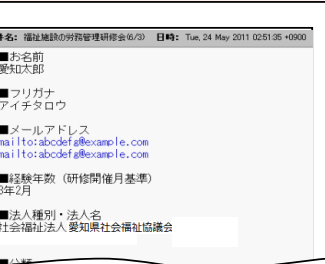 件名: 福祉施設の労務管理研修会(6/3) 日時: Tue, 24 May 2011 02:51:35 +0900
■お名前
愛知太郎
■フリガナ
アイチタロウ
■メールアドレス
mailto:abcdefg@example.com
mailto:abcdefg@example.com
■経験年数（研修開催月基準）
3年2月
■法人種別・法人名
社会福祉法人愛知県社会福祉協議会